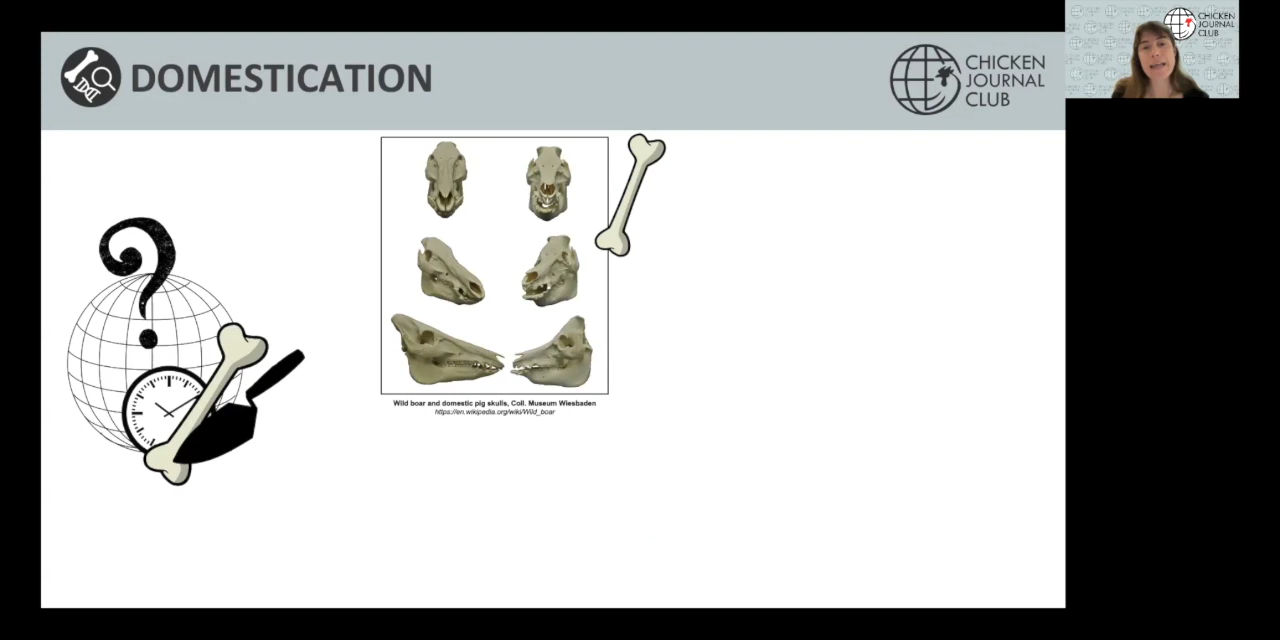 DOMESTICATION
CHICKEN
JOURNAL
CLUB
CHICKEN
JOURNAL
CLUB
Wild boar and domestic pig skulls, Coll. Museum Wiesbaden
https://en.wikipedia.org/wiki/Wild_boar